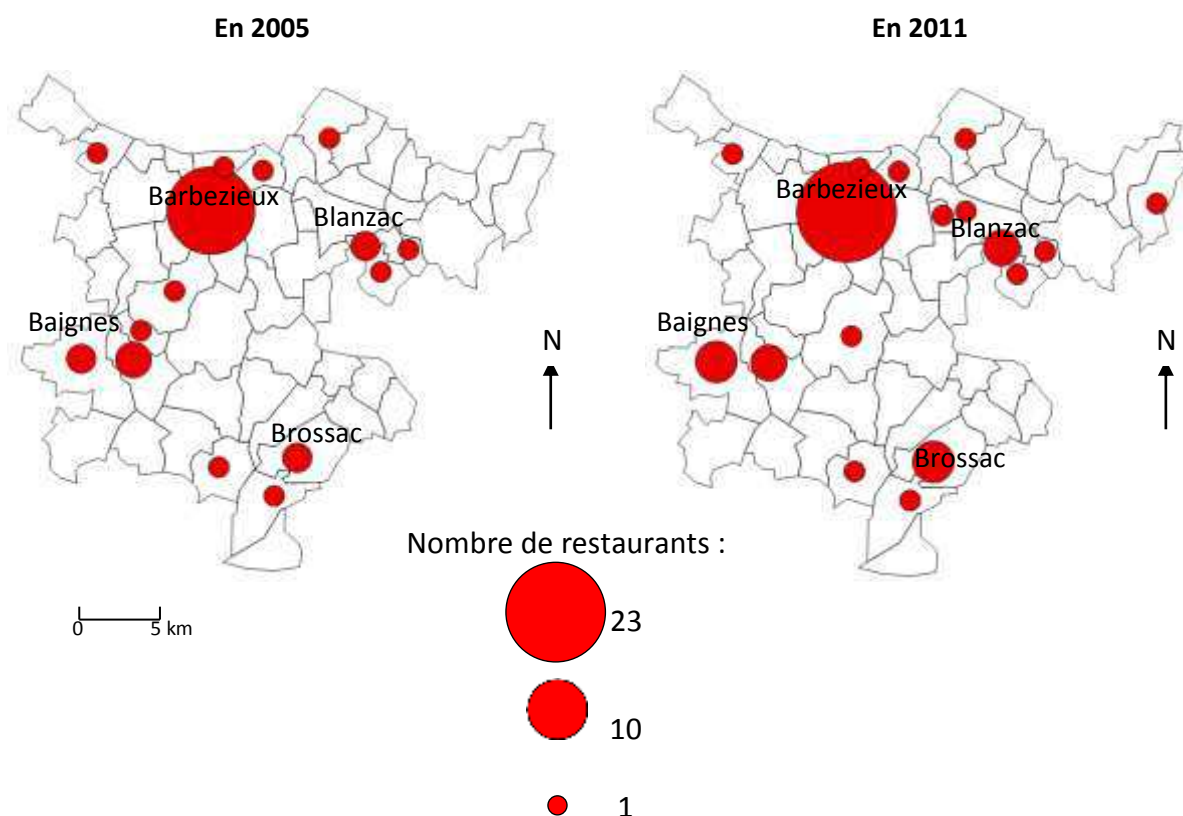 En 2005
En 2011
Barbezieux
Blanzac
Baignes
Brossac
N
Barbezieux
Blanzac
Baignes
Brossac
N
Nombre de restaurants :
23
10
1
0 5 km